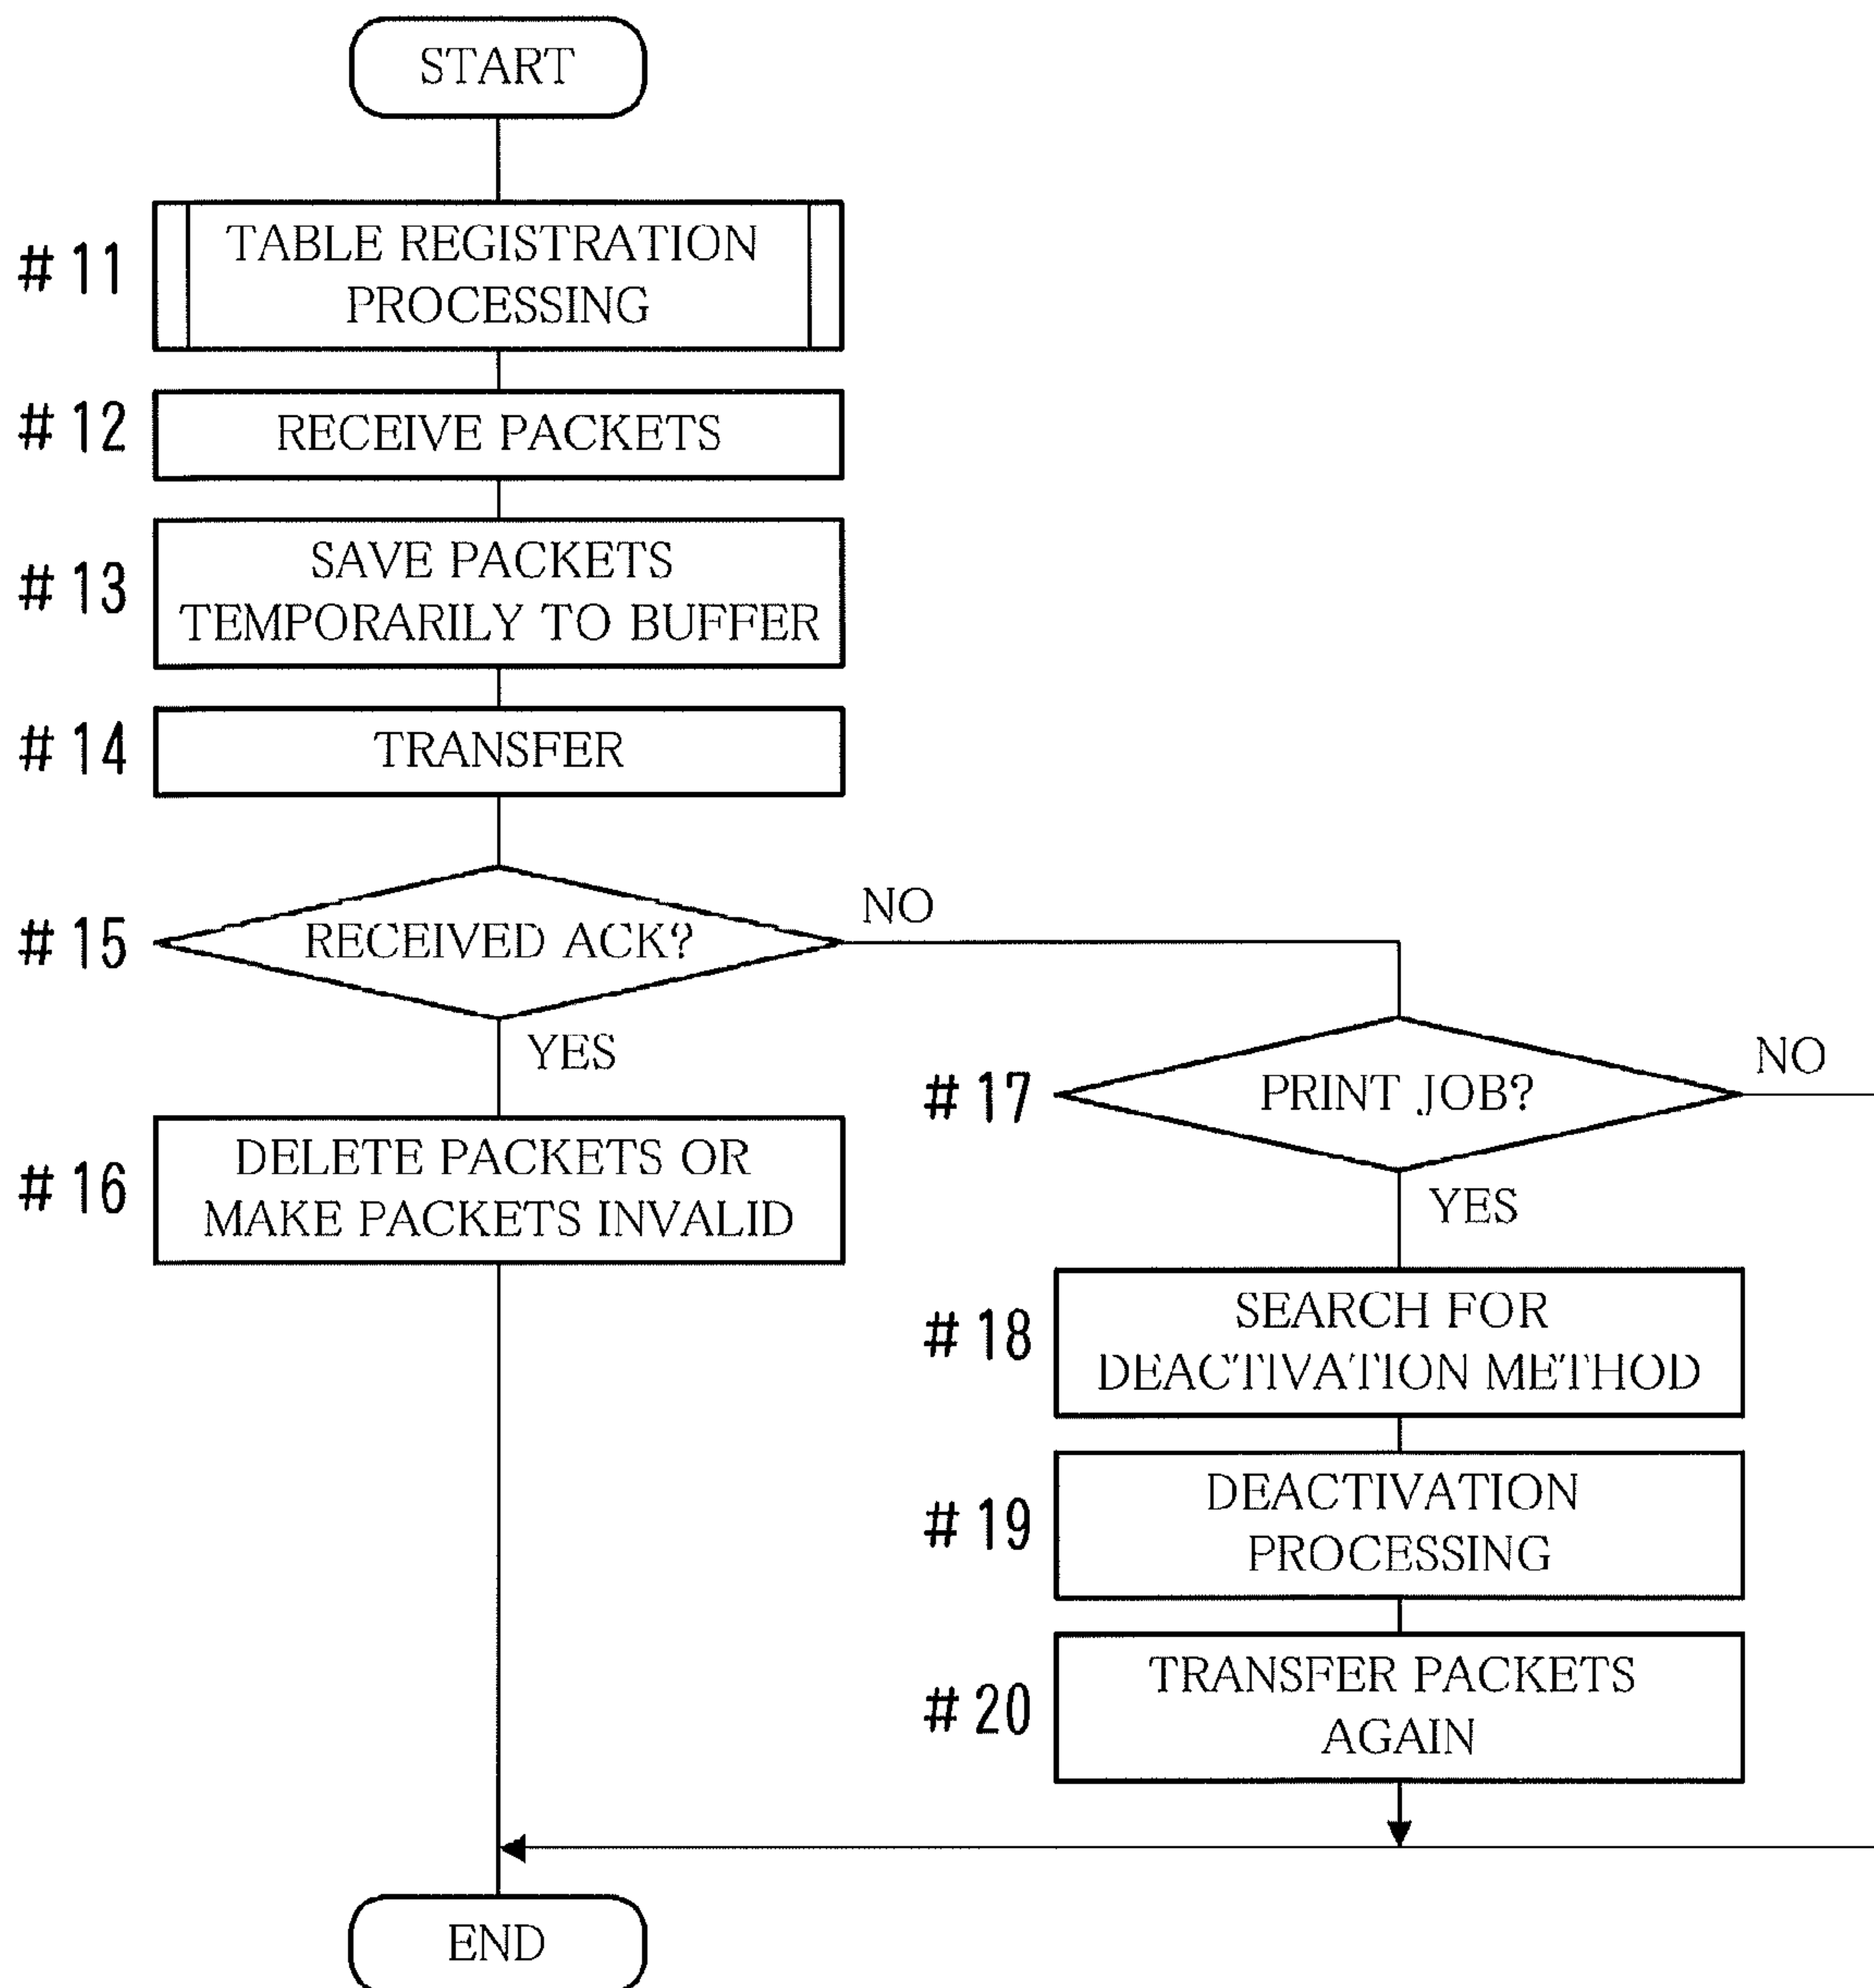 START
# 11
TABLE REGISTRATION
PROCESSING
# 12
RECEIVE PACKETS
# 13
SAVE PACKETS
TEMPORARILY TO BUFFER
# 14
TRANSFER
# 15
RECEIVED ACK?
NO
YES
# 16
DELETE PACKETS OR
MAKE PACKETS INVALID
# 17
PRINT JOB?
NO
YES
# 18
SEARCH FOR
DEACTIVATION METHOD
# 19
DEACTIVATION
PROCESSING
# 20
TRANSFER PACKETS
AGAIN
END